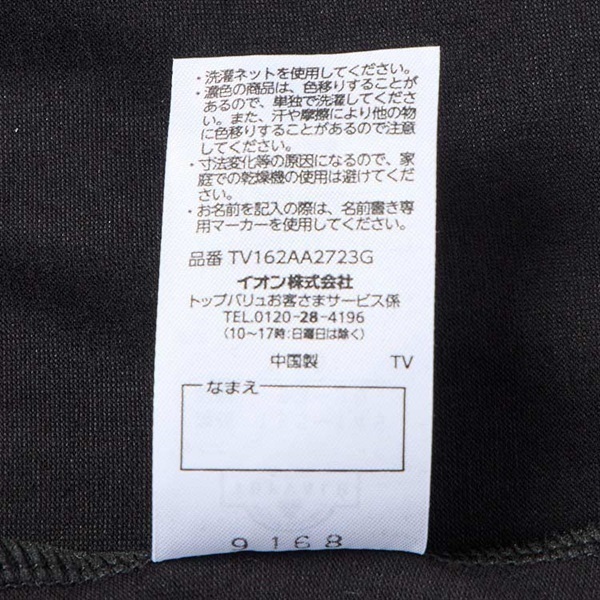 ・洗濯ネットを使用してください。
・濃色の商品は、色移りすることが
あるので、単独で洗濯してくださ
い。また、汗や摩擦により他の物
に色移りすることがあるので注意
してください。
・寸法変化等の原因になるので、家
庭での乾燥機の使用は避けてくだ
さい。
・お名前を記入の際は、名前書き専
用マーカーを使用してください。
品番 TV162AA2723G
イオン株式会社
トップバリュお客さまサービス係
TEL.0120-28-4196
(10〜17時:日曜日は除く)
中国製 TV
なまえ
9168